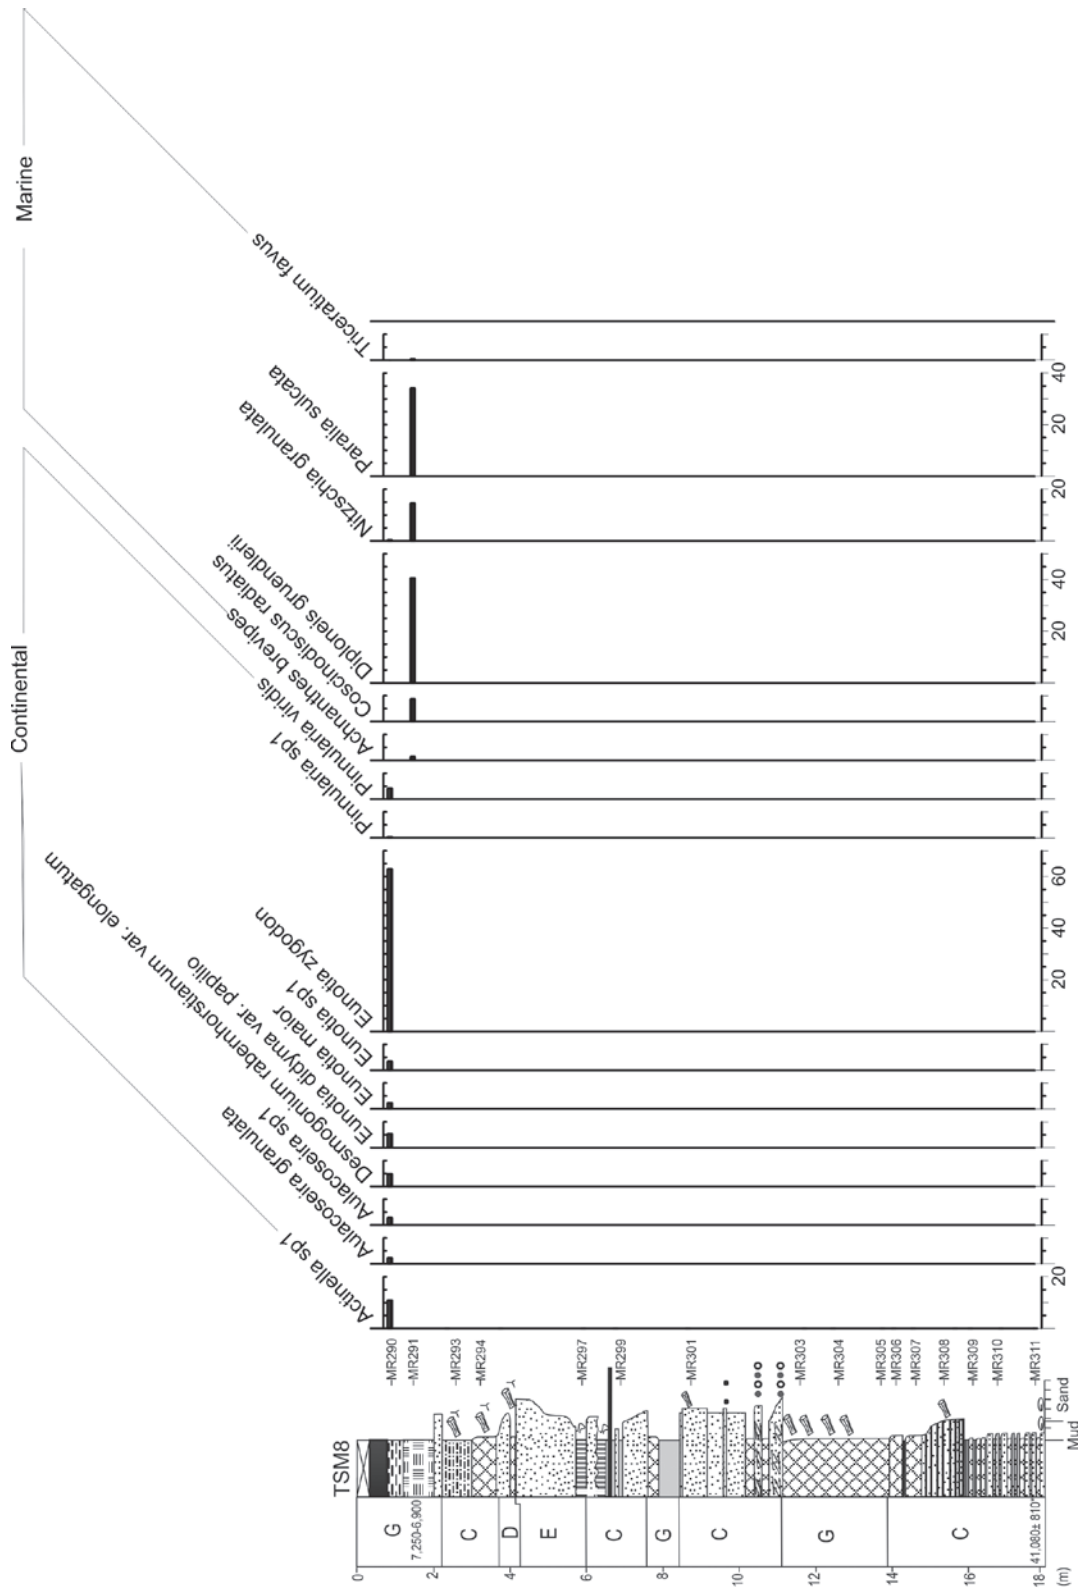 Continental
Marine
Actinella sp1
Aulacoseira granulata
Aulacoseira sp1
Desmogonium rabernhorstianum var. elongatum
Eunotia didyma var. papilio
Eunotia maior
Eunotia sp1
Eunotia zygodon
Pinnularia sp1
Pinnularia viridis
Achnanthes brevipes
Coscinodiscus radiatus
Diploneis gruendlerii
Nitzschia granulata
Paralia sulcata
Triceratium favus
TSM8
0
2
4
6
8
10
12
14
16
18
(m)
G
7,250-6,900
C
D
E
C
G
C
G
C
41,080± 810*
MR290
MR291
MR293
MR294
MR297
MR299
MR301
MR303
MR304
MR305
MR306
MR307
MR308
MR309
MR310
MR311
Mud
Sand
20
20 40 60
20 40
20
20 40